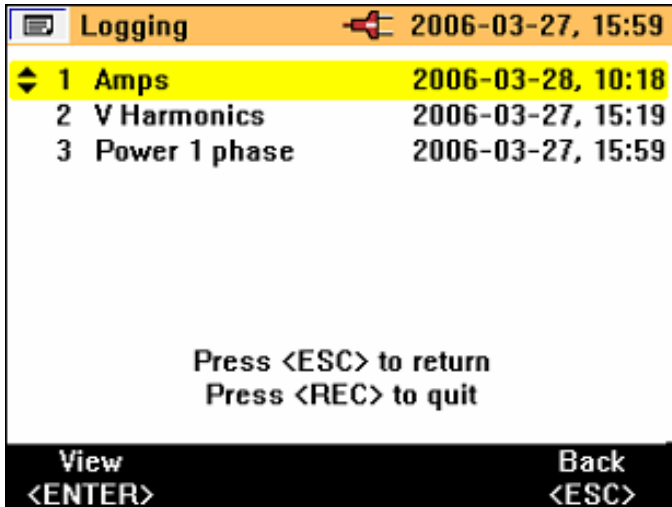 Logging 2006-03-27, 15:59
1 Amps 2006-03-28, 10:18
2 V Harmonics 2006-03-27, 15:19
3 Power 1 phase 2006-03-27, 15:59
Press <ESC> to return
Press <REC> to quit
View Back
<ENTER> <ESC>